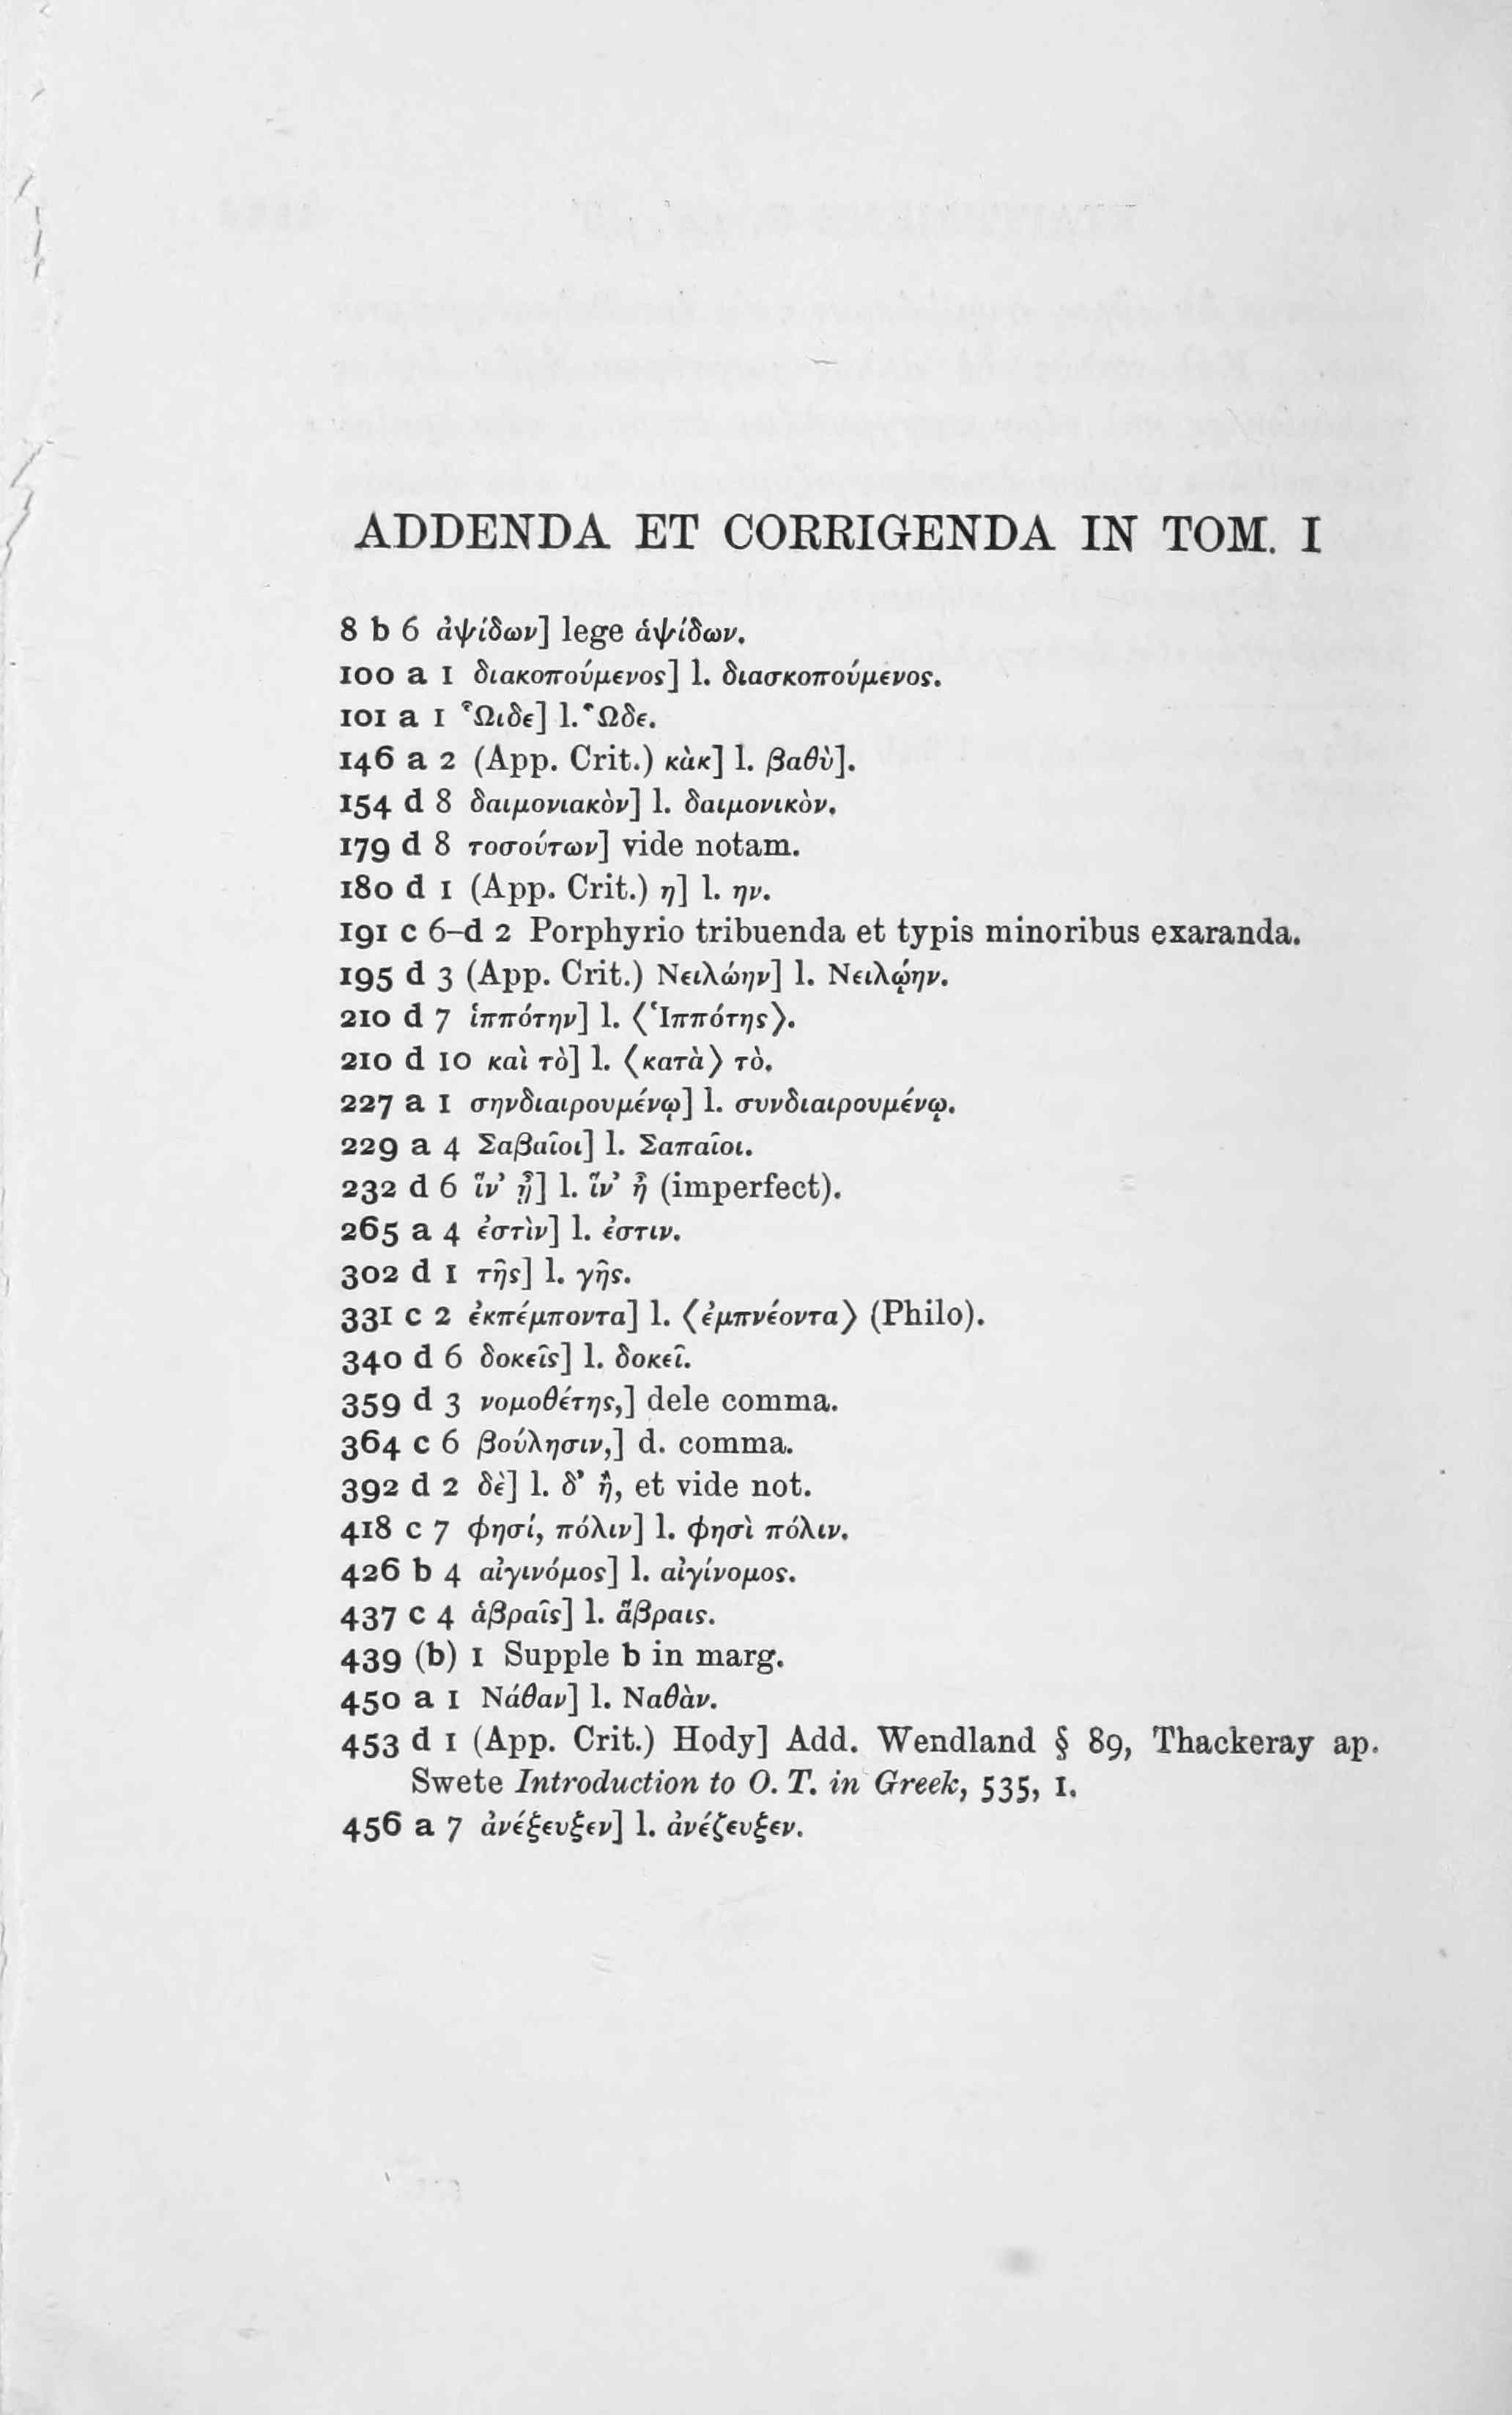 ADDENDA ET CORRIGENDA IN TOM. I
8 b 6 ἀψίδων] lege ἁψίδων.
100 a 1 διακοπούμενος] l. διασκοπούμενος.
101 a 1 Ὧιδε] l. Ὧδε.
146 a 2 (App. Crit.) κὰκ] l. βαθὺ].
154 d 8 δαιμονιακὸν] l. δαιμονικὸν.
179 d 8 τοσούτων] vide notam.
180 d 1 (App. Crit.) η] l. ην.
191 c 6–d 2 Porphyrio tribuenda et typis minoribus exaranda.
195 d 3 (App. Crit.) Νειλώην] l. Νειλῴην.
210 d 7 ἱππότην] l. ⟨Ἱππότης⟩.
210 d 10 καὶ τὸ] l. ⟨κατὰ⟩ τὸ.
227 a 1 σηνδιαιρουμένῳ] l. συνδιαιρουμένῳ.
229 a 4 Σαβαῖοι] l. Σαπαῖοι.
232 d 6 ἵν’ ᾖ] l. ἵν’ ἦ (imperfect).
265 a 4 ἐστὶν] l. ἐστιν.
302 d 1 τῆς] l. γῆς.
331 c 2 ἐκπέμποντα] l. ⟨ἐμπνέοντα⟩ (Philo).
340 d 6 δοκεῖς] l. δοκεῖ.
359 d 3 νομοθέτης,] dele comma.
364 c 6 βούλησιν,] d. comma.
392 d 2 δὲ] l. δ’ ἣ, et vide not.
418 c 7 φησί, πόλιν] l. φησὶ πόλιν.
426 b 4 αἰγινόμος] l. αἰγίνομος.
437 c 4 ἁβραῖς] l. ἅβραις.
439 (b) 1 Supple b in marg.
450 a 1 Νάθαν] l. Ναθὰν.
453 d 1 (App. Crit.) Hody] Add. Wendland § 89, Thackeray ap.
Swete Introduction to O. T. in Greek, 535, 1.
456 a 7 ἀνέξευξεν] l. ἀνέζευξεν.